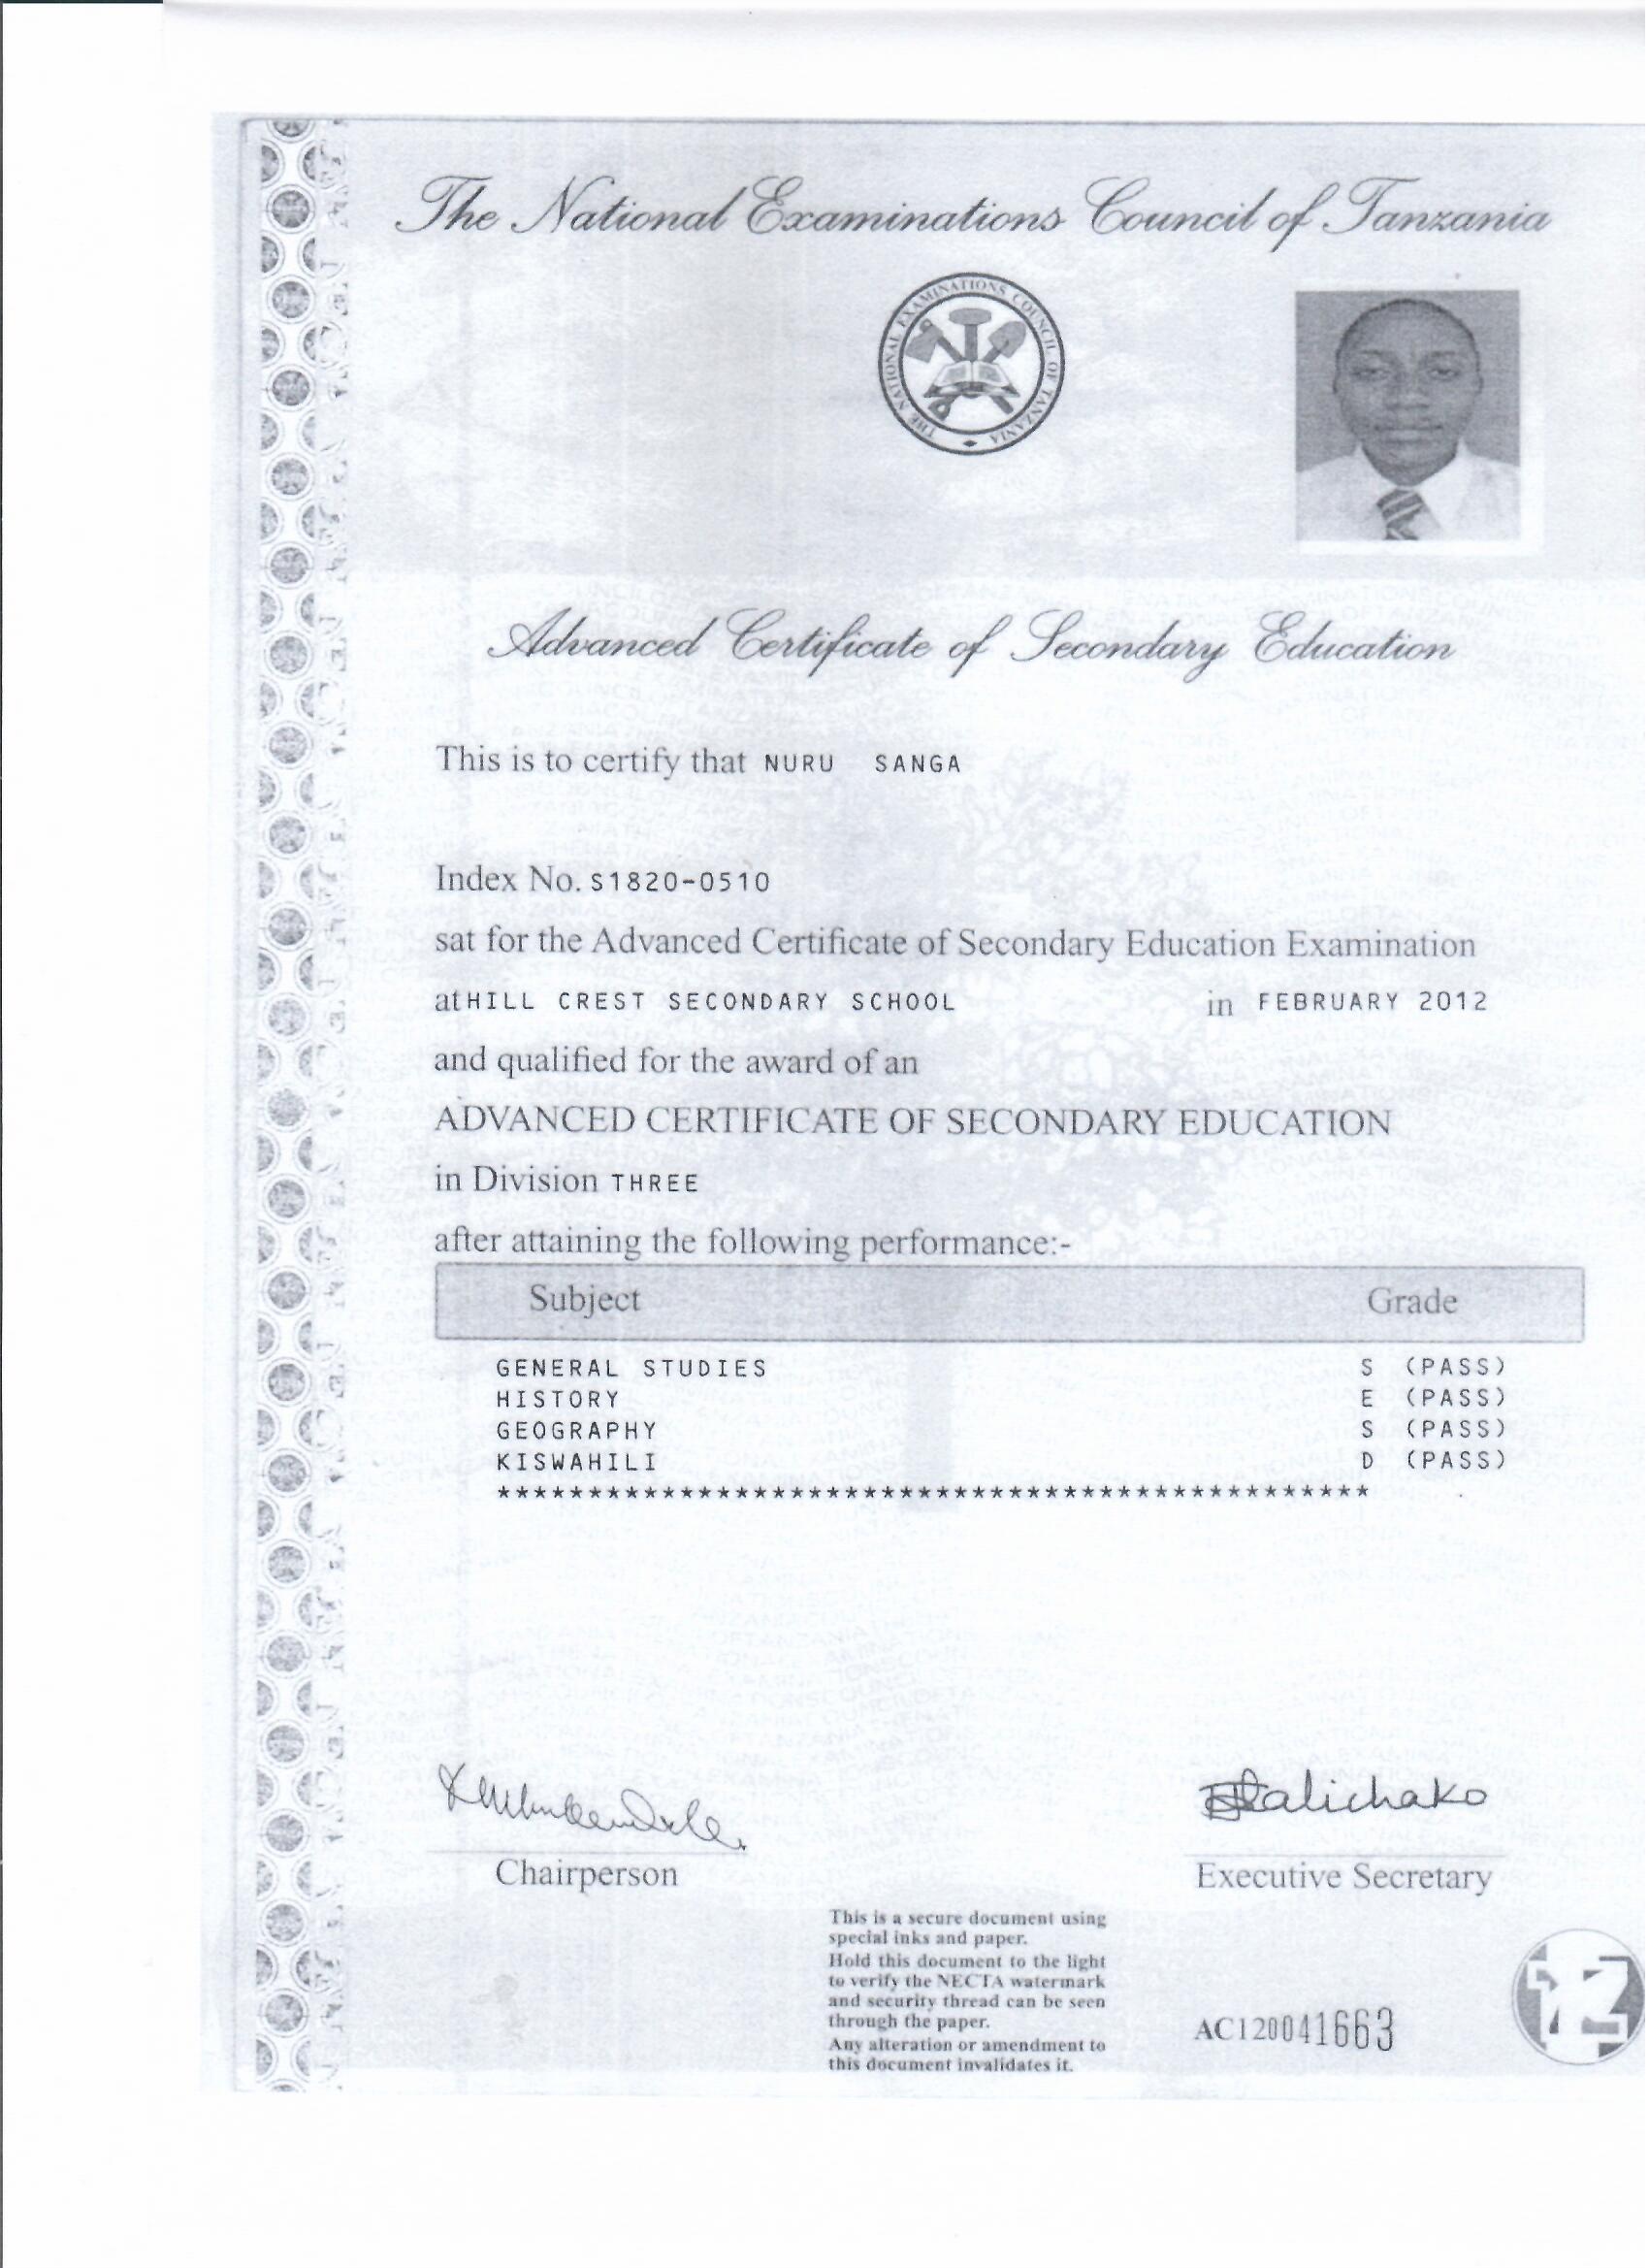 The National Examinations Council of Tanzania
THE NATIONAL EXAMINATIONS COUNCIL OF TANZANIA
Advanced Certificate of Secondary Education
This is to certify that NURU SANGA
Index No. S1820-0510
sat for the Advanced Certificate of Secondary Education Examination
at HILL CREST SECONDARY SCHOOL in FEBRUARY 2012
and qualified for the award of an
ADVANCED CERTIFICATE OF SECONDARY EDUCATION
in Division THREE
after attaining the following performance:-
Subject Grade
GENERAL STUDIES S (PASS)
HISTORY E (PASS)
GEOGRAPHY S (PASS)
KISWAHILI D (PASS)
************************************************
Chairperson
Executive Secretary
This is a secure document using
special inks and paper.
Hold this document to the light
to verify the NECTA watermark
and security thread can be seen
through the paper.
Any alteration or amendment to
this document invalidates it.
AC120041663